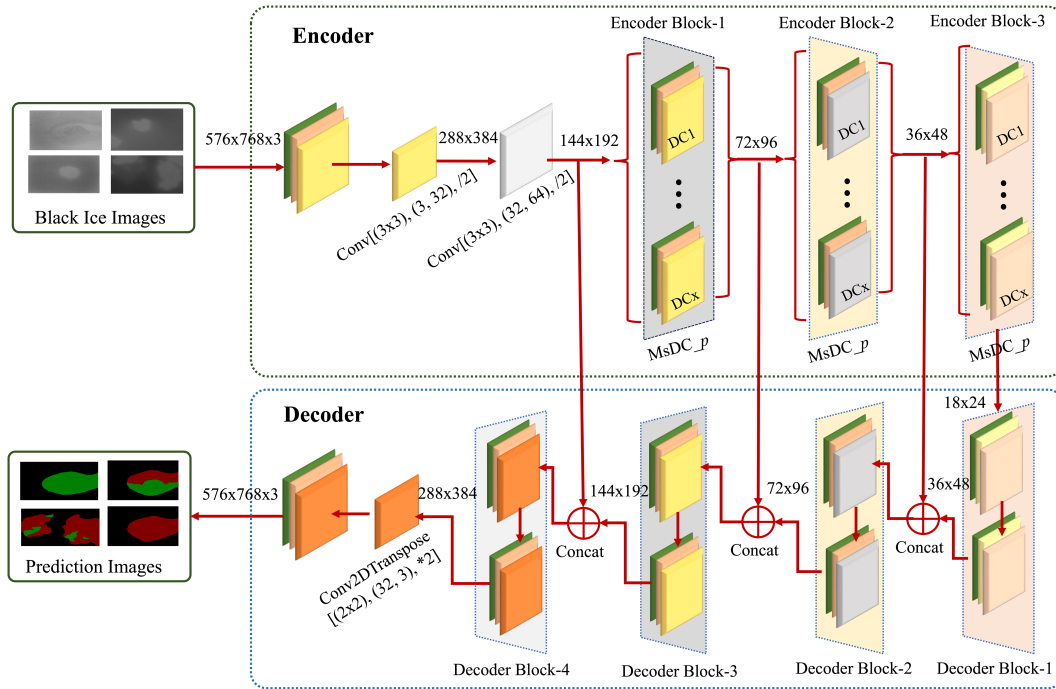 Encoder
Encoder Block-1
Encoder Block-2
Encoder Block-3
Black Ice Images
576x768x3
288x384
144x192
72x96
36x48
Conv[(3x3), (3, 32), /2]
Conv[(3x3), (32, 64), /2]
DC1
DCx
MsDC_p
DC1
DCx
MsDC_p
DC1
DCx
MsDC_p
Decoder
18x24
Prediction Images
576x768x3
288x384
144x192
72x96
36x48
Conv2DTranspose
[(2x2), (32, 3), *2]
Concat
Concat
Concat
Decoder Block-4
Decoder Block-3
Decoder Block-2
Decoder Block-1